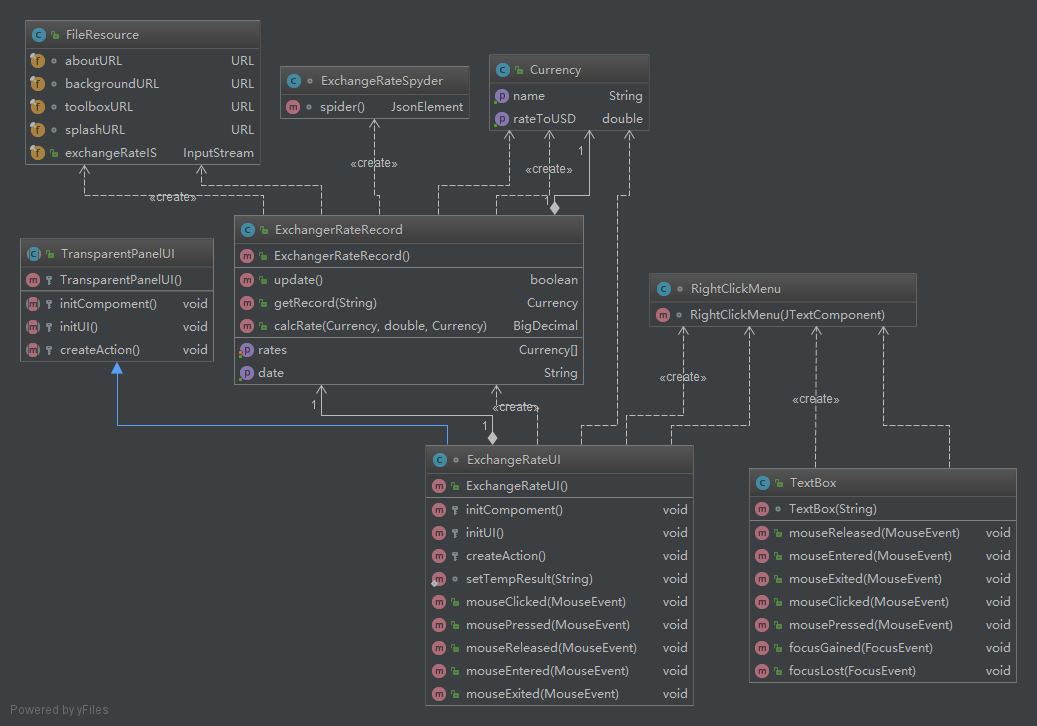 FileResource
aboutURL URL
backgroundURL URL
toolboxURL URL
splashURL URL
exchangeRateIS InputStream
ExchangeRateSpyder
spider() JsonElement
Currency
name String
rateToUSD double
«create»
«create»
«create»
1
1
ExchangerRateRecord
ExchangerRateRecord()
update() boolean
getRecord(String) Currency
calcRate(Currency, double, Currency) BigDecimal
rates Currency[]
date String
TransparentPanelUI
TransparentPanelUI()
initCompoment() void
initUI() void
createAction() void
RightClickMenu
RightClickMenu(JTextComponent)
«create»
«create»
1
«create»
1
ExchangeRateUI
ExchangeRateUI()
initCompoment() void
initUI() void
createAction() void
setTempResult(String) void
mouseClicked(MouseEvent) void
mousePressed(MouseEvent) void
mouseReleased(MouseEvent) void
mouseEntered(MouseEvent) void
mouseExited(MouseEvent) void
TextBox
TextBox(String)
mouseReleased(MouseEvent) void
mouseEntered(MouseEvent) void
mouseExited(MouseEvent) void
mouseClicked(MouseEvent) void
mousePressed(MouseEvent) void
focusGained(FocusEvent) void
focusLost(FocusEvent) void
Powered by yFiles